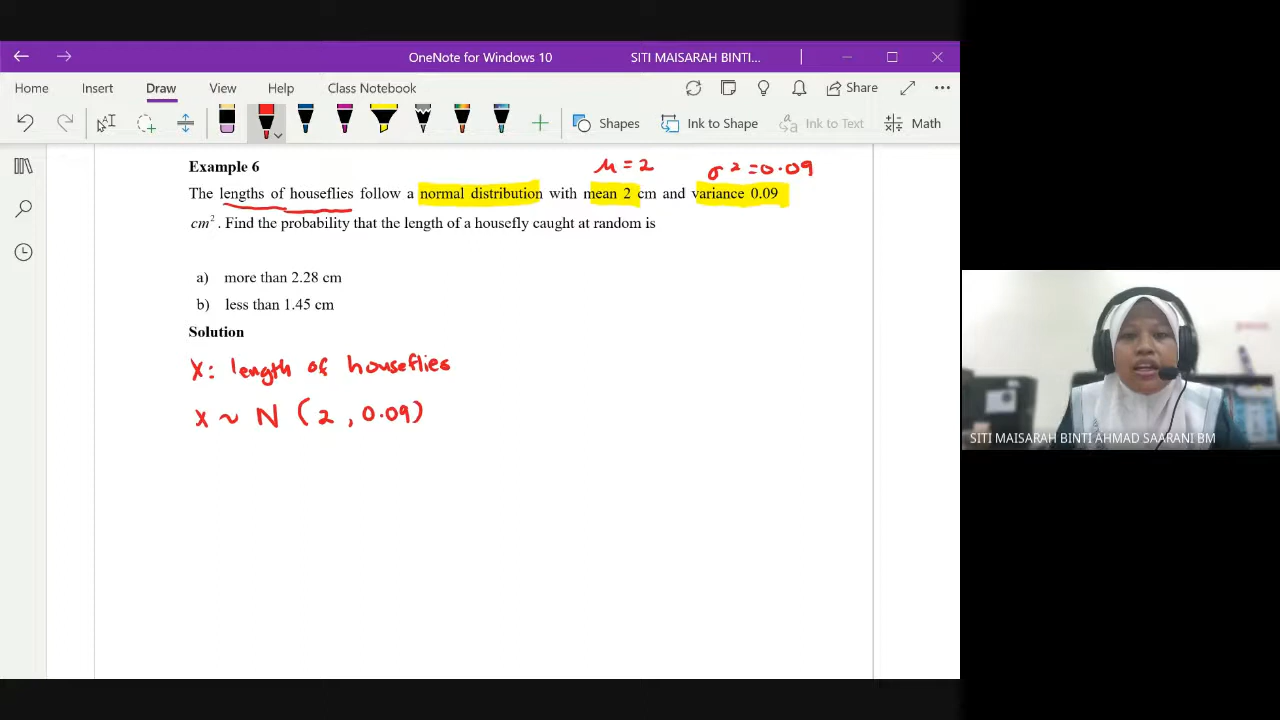 OneNote for Windows 10
SITI MAISARAH BINTI...
Home Insert Draw View Help Class Notebook Share
Shapes Ink to Shape Ink to Text Math
Example 6
μ = 2 σ² = 0.09
The lengths of houseflies follow a normal distribution with mean 2 cm and variance 0.09
cm². Find the probability that the length of a housefly caught at random is
a) more than 2.28 cm
b) less than 1.45 cm
Solution
X: length of houseflies
X ~ N (2, 0.09)
SITI MAISARAH BINTI AHMAD SAARANI BM